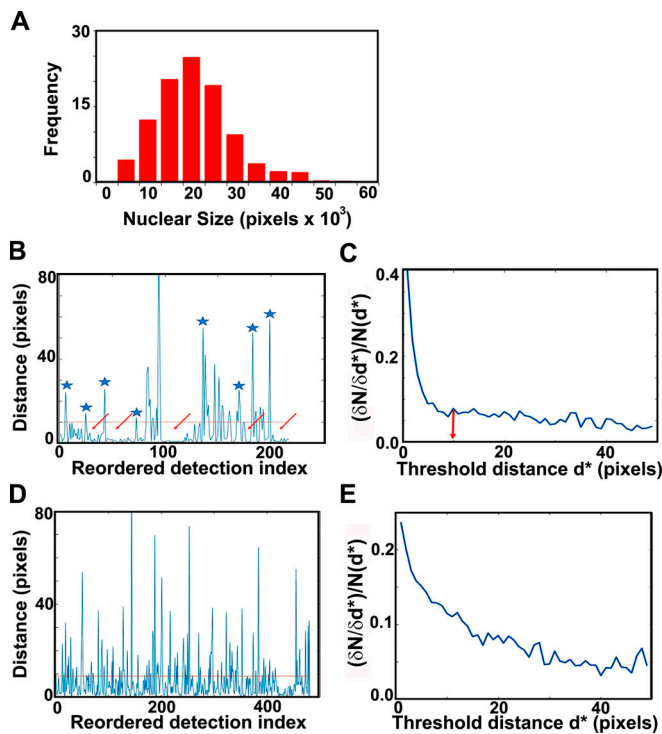 A
30
15
0
Frequency
0 10 20 30 40 50 60
Nuclear Size (pixels x 10³)
B
80
40
0
Distance (pixels)
0 100 200
Reordered detection index
C
0.4
0.2
0.0
(δN/δd*)/N(d*)
0 20 40
Threshold distance d* (pixels)
D
80
40
0
Distance (pixels)
0 100 200 300 400
Reordered detection index
E
0.2
0.1
0.0
(δN/δd*)/N(d*)
0 20 40
Threshold distance d* (pixels)